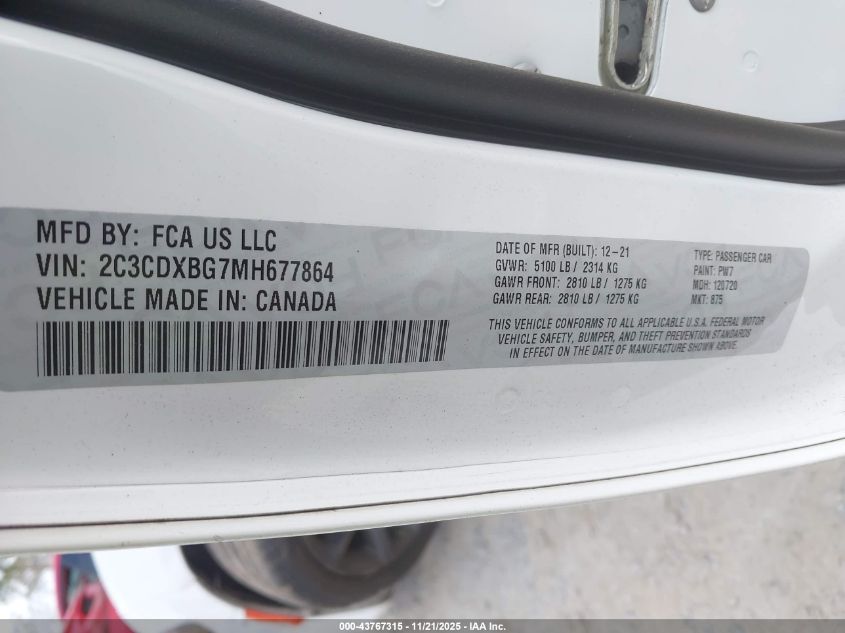 MFD BY: FCA US LLC
VIN: 2C3CDXBG7MH677864
VEHICLE MADE IN: CANADA
DATE OF MFR (BUILT): 12-21
GVWR: 5100 LB / 2314 KG
GAWR FRONT: 2810 LB / 1275 KG
GAWR REAR: 2810 LB / 1275 KG
TYPE: PASSENGER CAR
PAINT: PW7
MDH: 120720
MKT: 875
THIS VEHICLE CONFORMS TO ALL APPLICABLE U.S.A. FEDERAL MOTOR
VEHICLE SAFETY, BUMPER, AND THEFT PREVENTION STANDARDS
IN EFFECT ON THE DATE OF MANUFACTURE SHOWN ABOVE.
000-43767315 - 11/21/2025 - IAA Inc.